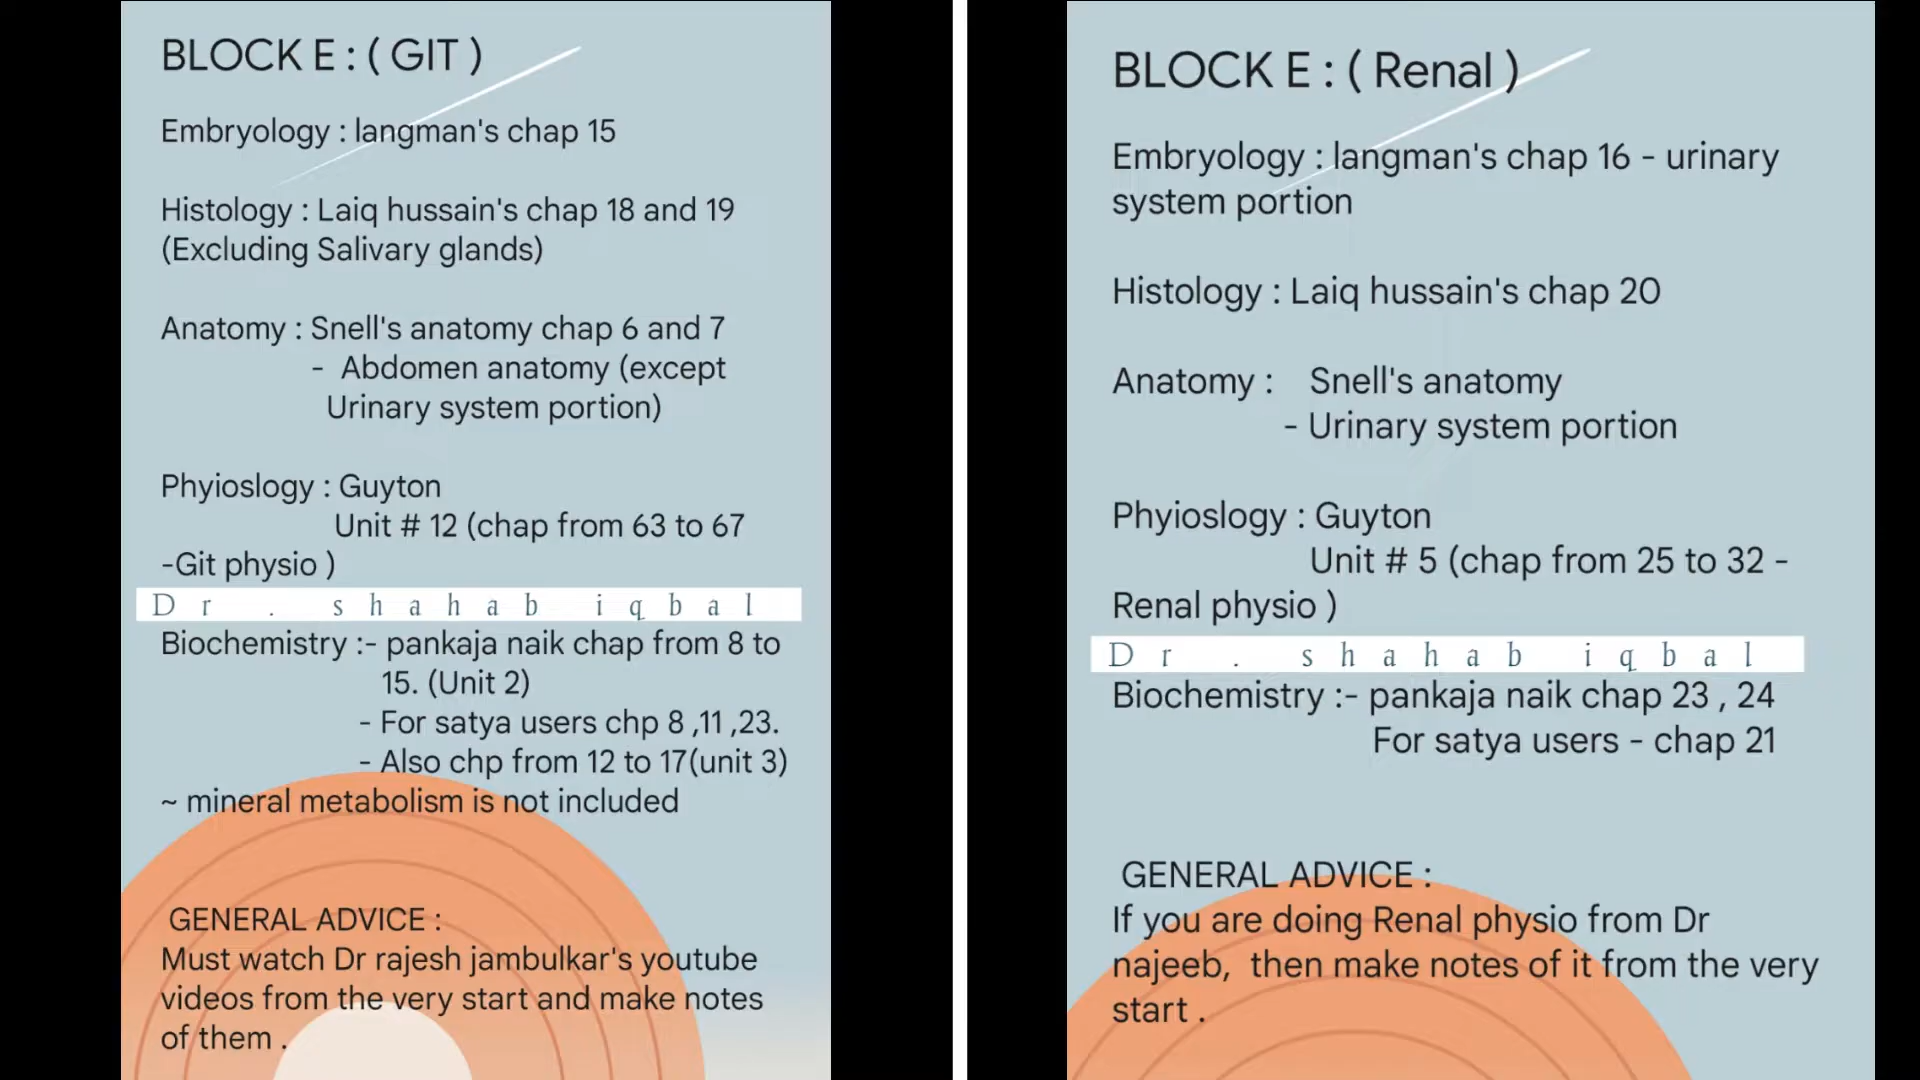 BLOCK E : ( GIT )
Embryology : langman's chap 15
Histology : Laiq hussain's chap 18 and 19
(Excluding Salivary glands)
Anatomy : Snell's anatomy chap 6 and 7
- Abdomen anatomy (except
Urinary system portion)
Phyioslogy : Guyton
Unit # 12 (chap from 63 to 67
-Git physio )
Dr. shahab iqbal
Biochemistry :- pankaja naik chap from 8 to
15. (Unit 2)
- For satya users chp 8 ,11 ,23.
- Also chp from 12 to 17(unit 3)
~ mineral metabolism is not included
GENERAL ADVICE :
Must watch Dr rajesh jambulkar's youtube
videos from the very start and make notes
of them .
BLOCK E : ( Renal )
Embryology : langman's chap 16 - urinary
system portion
Histology : Laiq hussain's chap 20
Anatomy : Snell's anatomy
- Urinary system portion
Phyioslogy : Guyton
Unit # 5 (chap from 25 to 32 -
Renal physio )
Dr. shahab iqbal
Biochemistry :- pankaja naik chap 23 , 24
For satya users - chap 21
GENERAL ADVICE :
If you are doing Renal physio from Dr
najeeb, then make notes of it from the very
start .